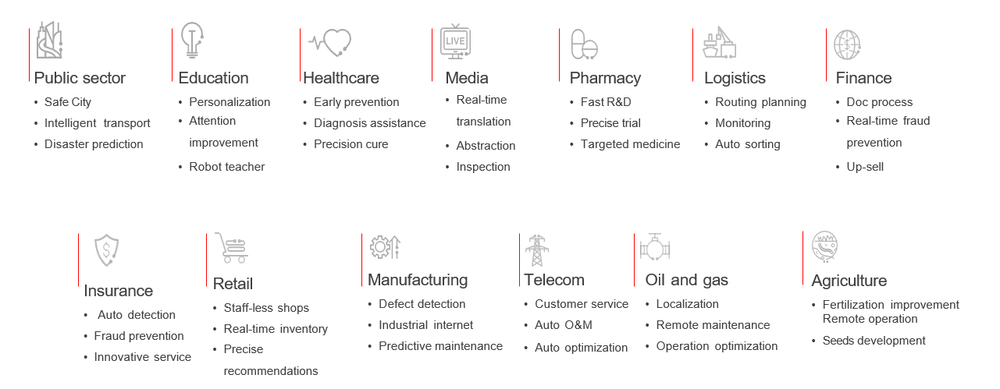 Public sector
• Safe City
• Intelligent transport
• Disaster prediction
Education
• Personalization
• Attention
improvement
• Robot teacher
Healthcare
• Early prevention
• Diagnosis assistance
• Precision cure
LIVE
Media
• Real-time
translation
• Abstraction
• Inspection
Pharmacy
• Fast R&D
• Precise trial
• Targeted medicine
Logistics
• Routing planning
• Monitoring
• Auto sorting
$
Finance
• Doc process
• Real-time fraud
prevention
• Up-sell
$
Insurance
• Auto detection
• Fraud prevention
• Innovative service
Retail
• Staff-less shops
• Real-time inventory
• Precise
recommendations
Manufacturing
• Defect detection
• Industrial internet
• Predictive maintenance
Telecom
• Customer service
• Auto O&M
• Auto optimization
Oil and gas
• Localization
• Remote maintenance
• Operation optimization
Agriculture
• Fertilization improvement
Remote operation
• Seeds development